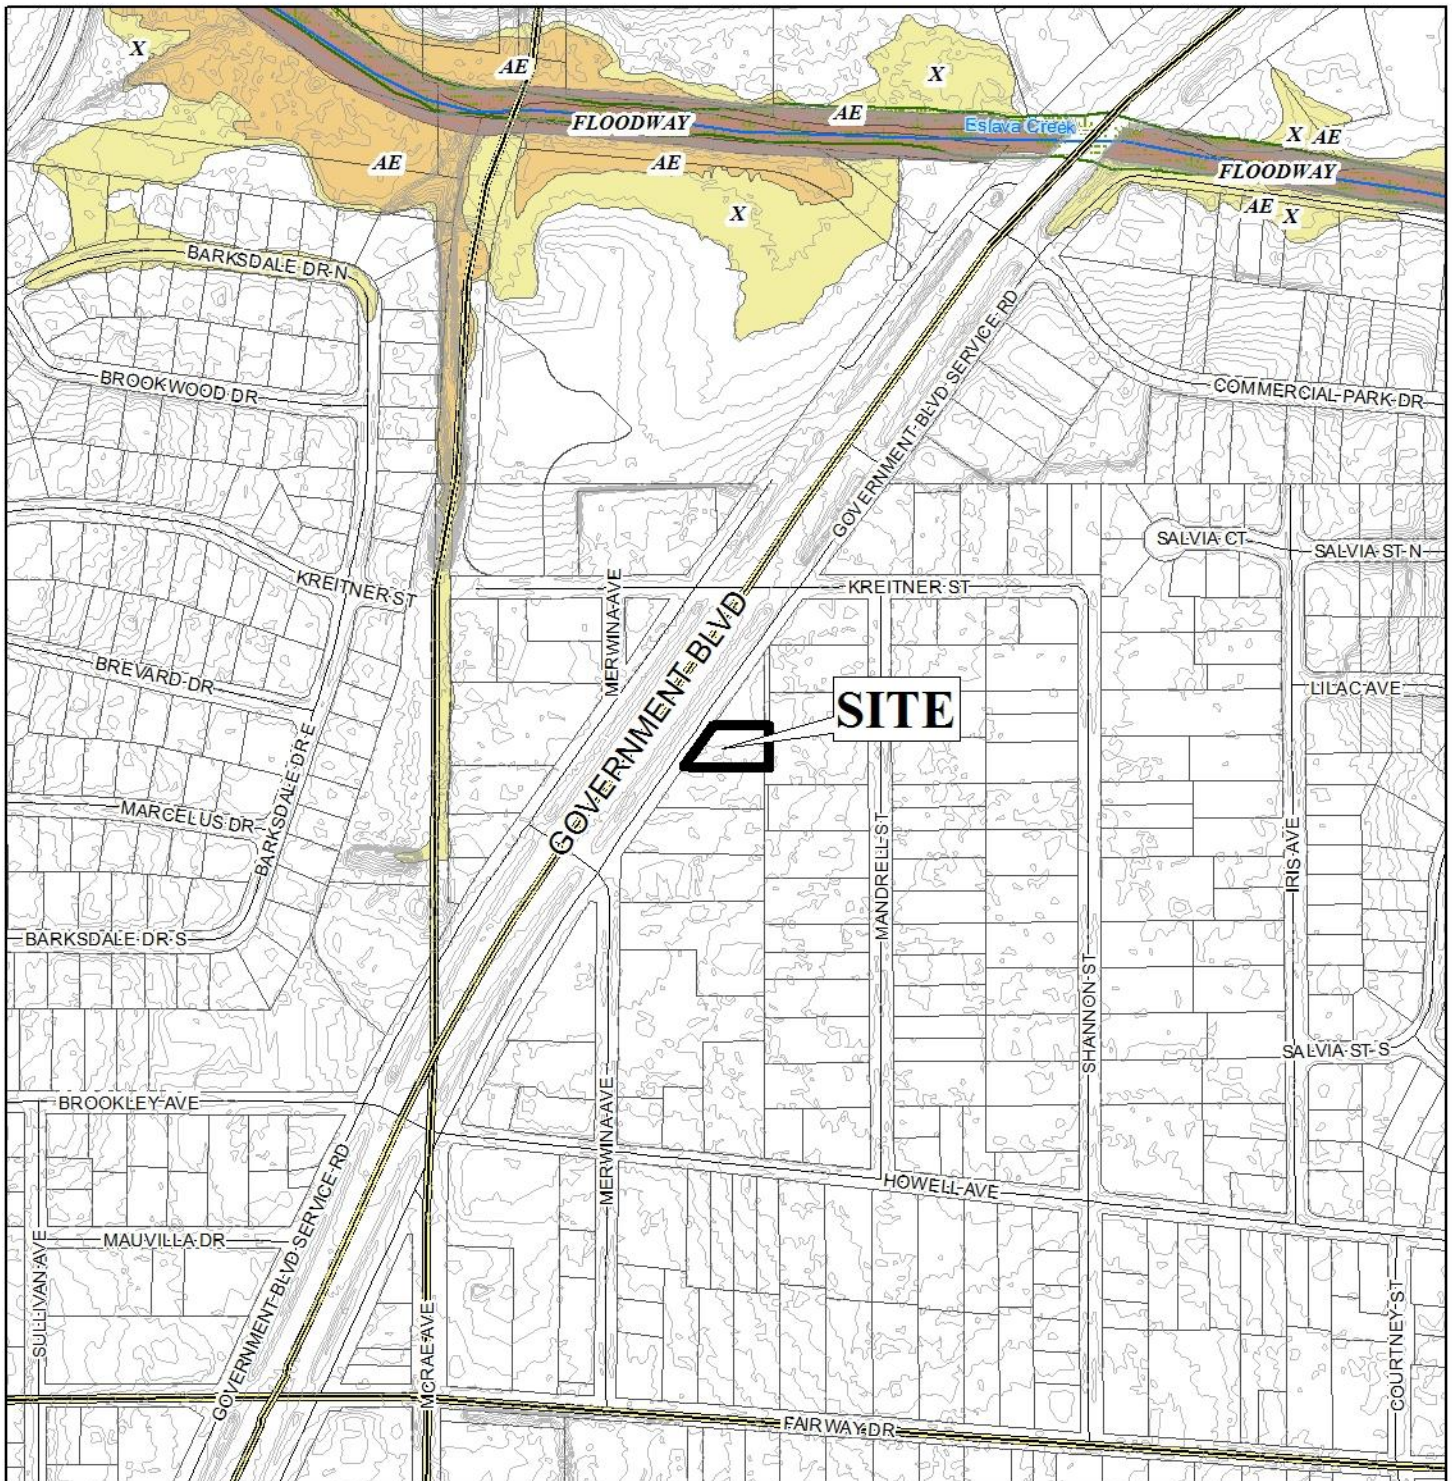 X
AE
X
FLOODWAY
AE
Eslava Creek
X AE
AE
AE
FLOODWAY
X
AE X
BARKSDALE DR N
GOVERNMENT BLVD SERVICE RD
BROOKWOOD DR
COMMERCIAL PARK DR
SALVIA CT
SALVIA ST N
KREITNER ST
KREITNER ST
MERWINA AVE
BREVARD DR
LILAC AVE
GOVERNMENT BLVD
SITE
MARCELUS DR
BARKSDALE DR E
MANDRELL ST
IRIS AVE
BARKSDALE DR S
SHANNON ST
SALVIA ST S
BROOKLEY AVE
MERWINA AVE
HOWELL AVE
MAUVILLA DR
SULLIVAN AVE
GOVERNMENT BLVD SERVICE RD
MCRAE AVE
COURTNEY ST
FAIRWAY DR